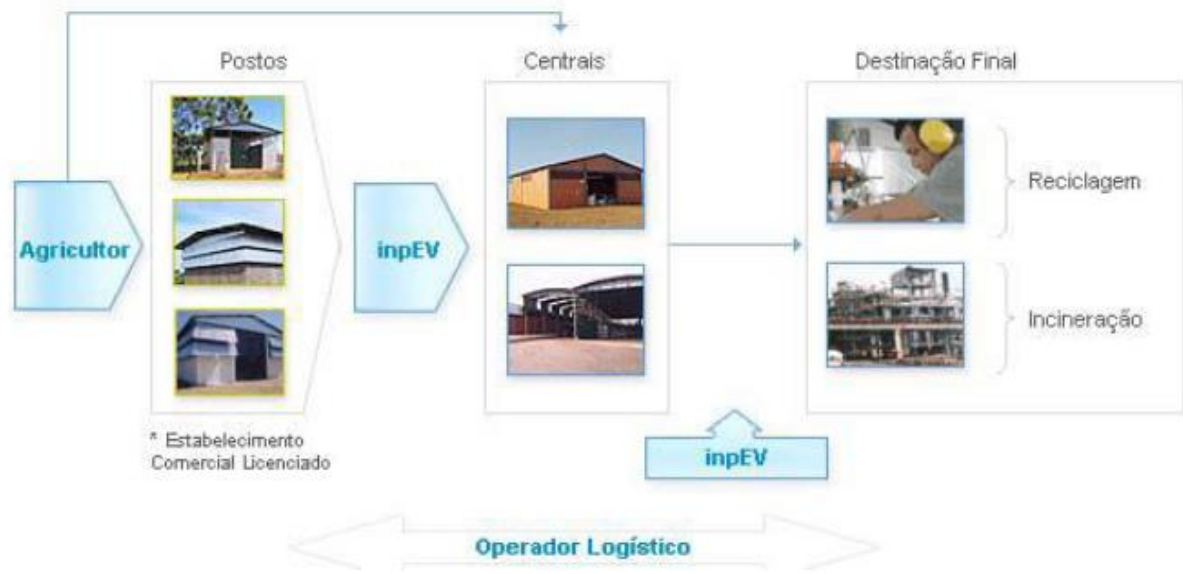 Postos
Centrais
Destinação Final
Agricultor
inpEV
Reciclagem
Incineração
* Estabelecimento
Comercial Licenciado
inpEV
Operador Logístico